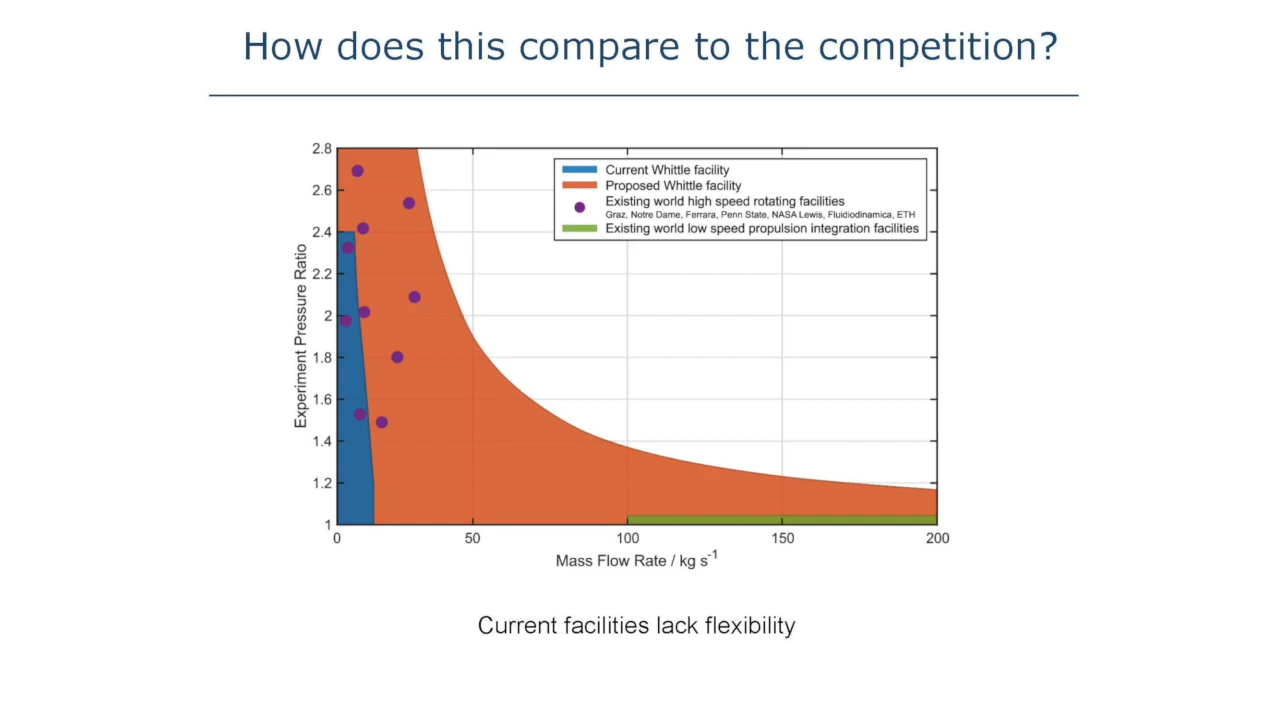 How does this compare to the competition?
2.8
2.6
2.4
2.2
2
1.8
1.6
1.4
1.2
1
Experiment Pressure Ratio
Current Whittle facility
Proposed Whittle facility
Existing world high speed rotating facilities
Graz, Notre Dame, Ferrara, Penn State, NASA Lewis, Fluidiodinamica, ETH
Existing world low speed propulsion integration facilities
0 50 100 150 200
Mass Flow Rate / kg s-1
Current facilities lack flexibility